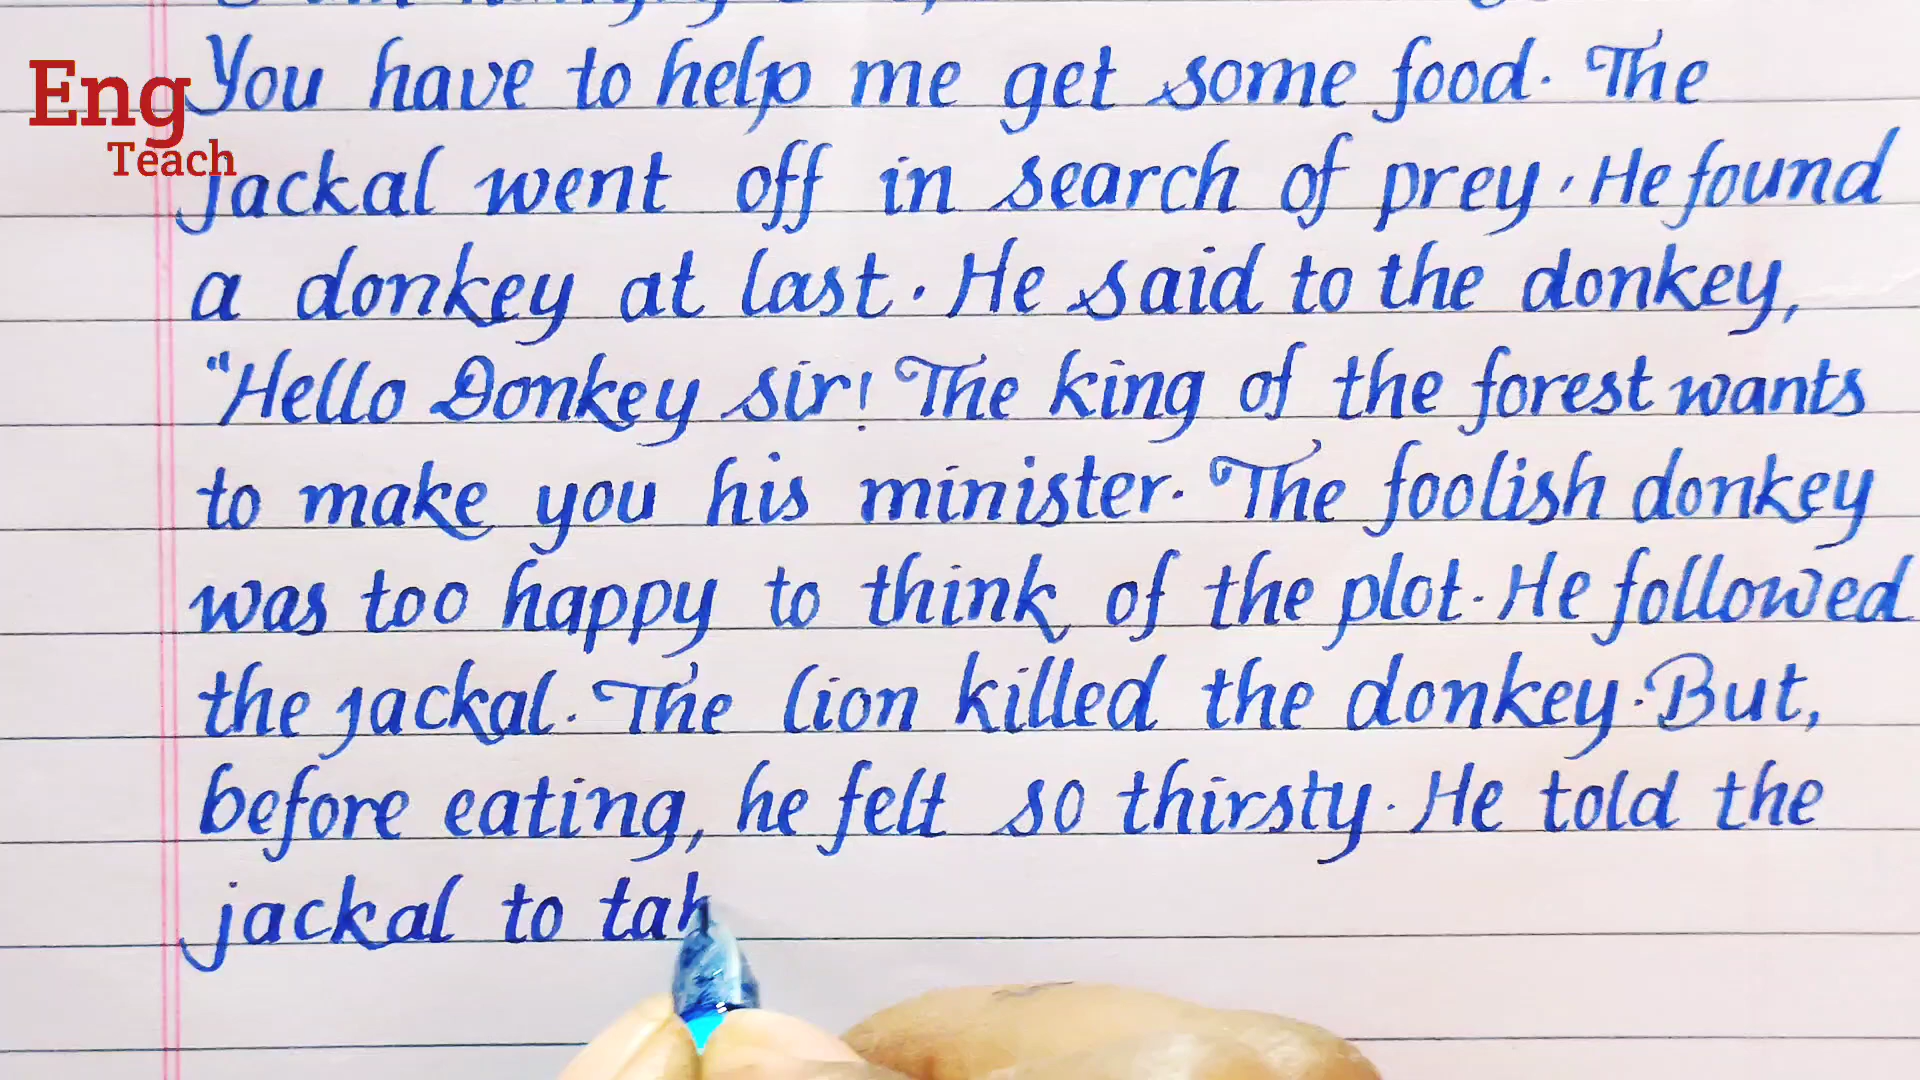 You have to help me get some food. The
Eng
Teach
jackal went off in search of prey. He found
a donkey at last. He said to the donkey,
"Hello Donkey sir! The king of the forest wants
to make you his minister. The foolish donkey
was too happy to think of the plot. He followed
the jackal. The lion killed the donkey. But,
before eating, he felt so thirsty. He told the
jackal to tak